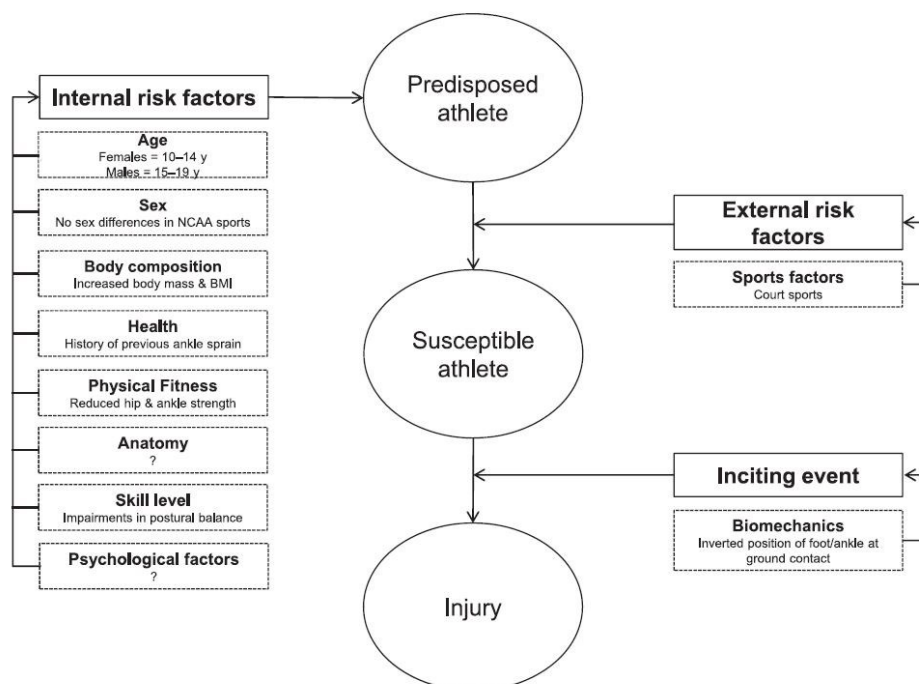 Predisposed
athlete
Internal risk factors
Age
Females = 10–14 y
Males = 15–19 y
Sex
No sex differences in NCAA sports
Body composition
Increased body mass & BMI
Health
History of previous ankle sprain
Physical Fitness
Reduced hip & ankle strength
Anatomy
?
Skill level
Impairments in postural balance
Psychological factors
?
External risk
factors
Sports factors
Court sports
Susceptible
athlete
Inciting event
Biomechanics
Inverted position of foot/ankle at
ground contact
Injury